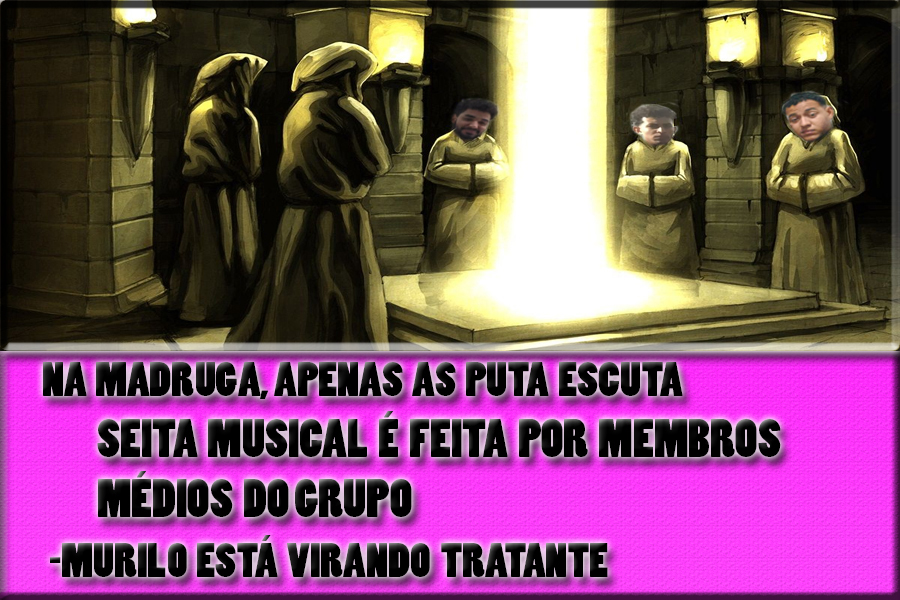 NA MADRUGA, APENAS AS PUTA ESCUTA
SEITA MUSICAL É FEITA POR MEMBROS
MÉDIOS DO GRUPO
-MURILO ESTÁ VIRANDO TRATANTE